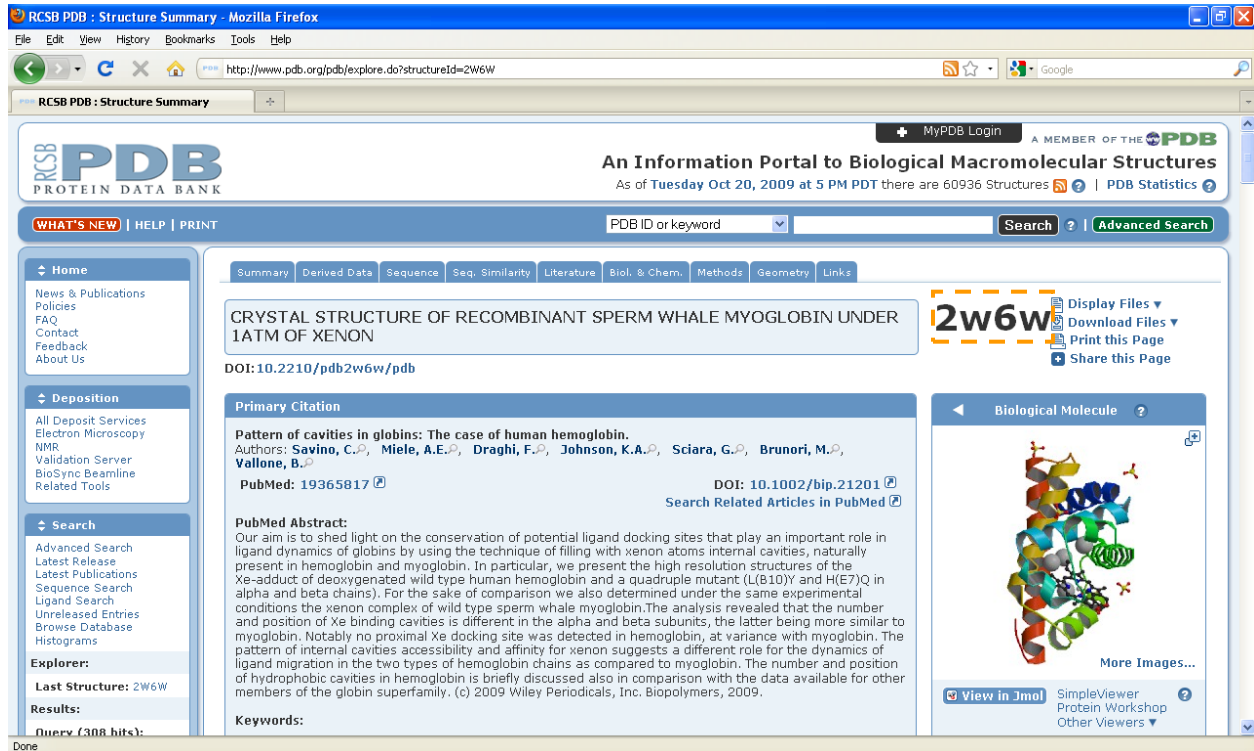 RCSB PDB : Structure Summary - Mozilla Firefox
File Edit View History Bookmarks Tools Help
http://www.pdb.org/pdb/explore.do?structureId=2W6W
Google
RCSB PDB : Structure Summary
MyPDB Login
A MEMBER OF THE PDB
RCSB PDB
PROTEIN DATA BANK
An Information Portal to Biological Macromolecular Structures
As of Tuesday Oct 20, 2009 at 5 PM PDT there are 60936 Structures ? | PDB Statistics ?
WHAT'S NEW | HELP | PRINT
PDB ID or keyword
Search ? | Advanced Search
Home
News & Publications
Policies
FAQ
Contact
Feedback
About Us
Deposition
All Deposit Services
Electron Microscopy
NMR
Validation Server
BioSync Beamline
Related Tools
Search
Advanced Search
Latest Release
Latest Publications
Sequence Search
Ligand Search
Unreleased Entries
Browse Database
Histograms
Explorer:
Last Structure: 2W6W
Results:
Query (308 hits):
Summary Derived Data Sequence Seq. Similarity Literature Biol. & Chem. Methods Geometry Links
CRYSTAL STRUCTURE OF RECOMBINANT SPERM WHALE MYOGLOBIN UNDER
1ATM OF XENON
DOI:10.2210/pdb2w6w/pdb
2w6w
Display Files
Download Files
Print this Page
Share this Page
Primary Citation
Pattern of cavities in globins: The case of human hemoglobin.
Authors: Savino, C., Miele, A.E., Draghi, F., Johnson, K.A., Sciara, G., Brunori, M.,
Vallone, B.
PubMed: 19365817
DOI: 10.1002/bip.21201
Search Related Articles in PubMed
PubMed Abstract:
Our aim is to shed light on the conservation of potential ligand docking sites that play an important role in
ligand dynamics of globins by using the technique of filling with xenon atoms internal cavities, naturally
present in hemoglobin and myoglobin. In particular, we present the high resolution structures of the
Xe-adduct of deoxygenated wild type human hemoglobin and a quadruple mutant (L(B10)Y and H(E7)Q in
alpha and beta chains). For the sake of comparison we also determined under the same experimental
conditions the xenon complex of wild type sperm whale myoglobin.The analysis revealed that the number
and position of Xe binding cavities is different in the alpha and beta subunits, the latter being more similar to
myoglobin. Notably no proximal Xe docking site was detected in hemoglobin, at variance with myoglobin. The
pattern of internal cavities accessibility and affinity for xenon suggests a different role for the dynamics of
ligand migration in the two types of hemoglobin chains as compared to myoglobin. The number and position
of hydrophobic cavities in hemoglobin is briefly discussed also in comparison with the data available for other
members of the globin superfamily. (c) 2009 Wiley Periodicals, Inc. Biopolymers, 2009.
Keywords:
Biological Molecule ?
More Images...
View in Jmol
SimpleViewer ?
Protein Workshop
Other Viewers
Done